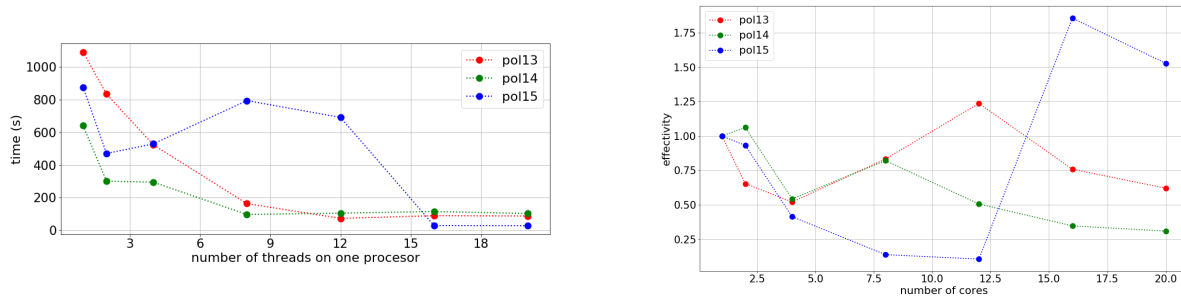 time (s)
1000
800
600
400
200
0
3
6
9
12
15
18
number of threads on one procesor
pol13
pol14
pol15
effectivity
1.75
1.50
1.25
1.00
0.75
0.50
0.25
2.5
5.0
7.5
10.0
12.5
15.0
17.5
20.0
number of cores
pol13
pol14
pol15